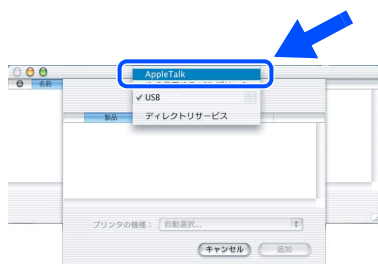 AppleTalk
名前
USB
製品
ディレクトリサービス
プリンタの機種： 自動選択...
キャンセル 追加